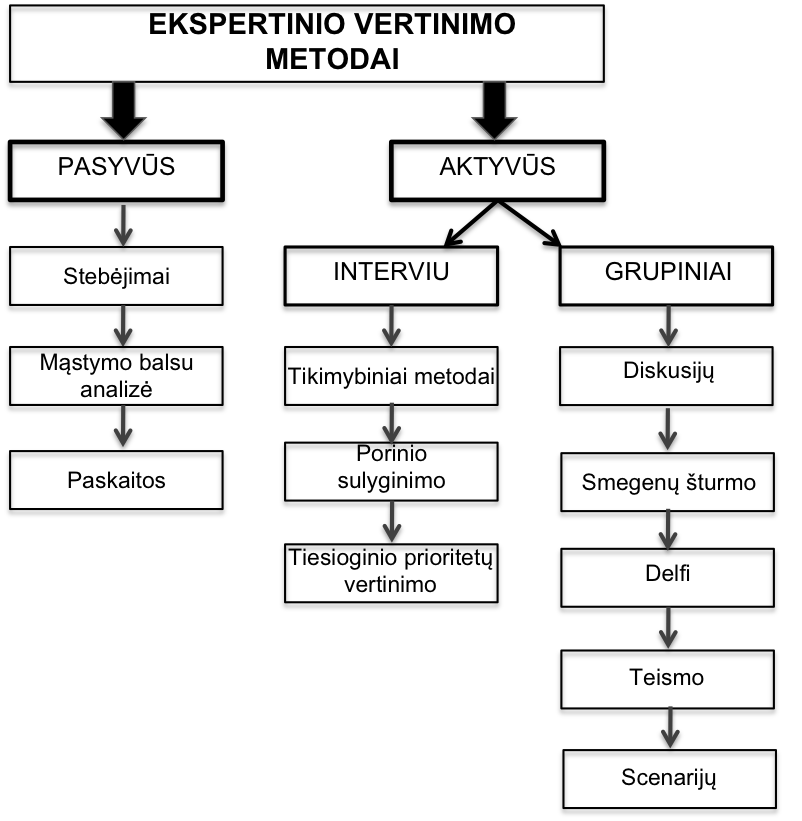 EKSPERTINIO VERTINIMO
METODAI
PASYVŪS
AKTYVŪS
Stebėjimai
Mąstymo balsu
analizė
Paskaitos
INTERVIU
Tikimybiniai metodai
Porinio
sulyginimo
Tiesioginio prioritetų
vertinimo
GRUPINIAI
Diskusijų
Smegenų šturmo
Delfi
Teismo
Scenarijų